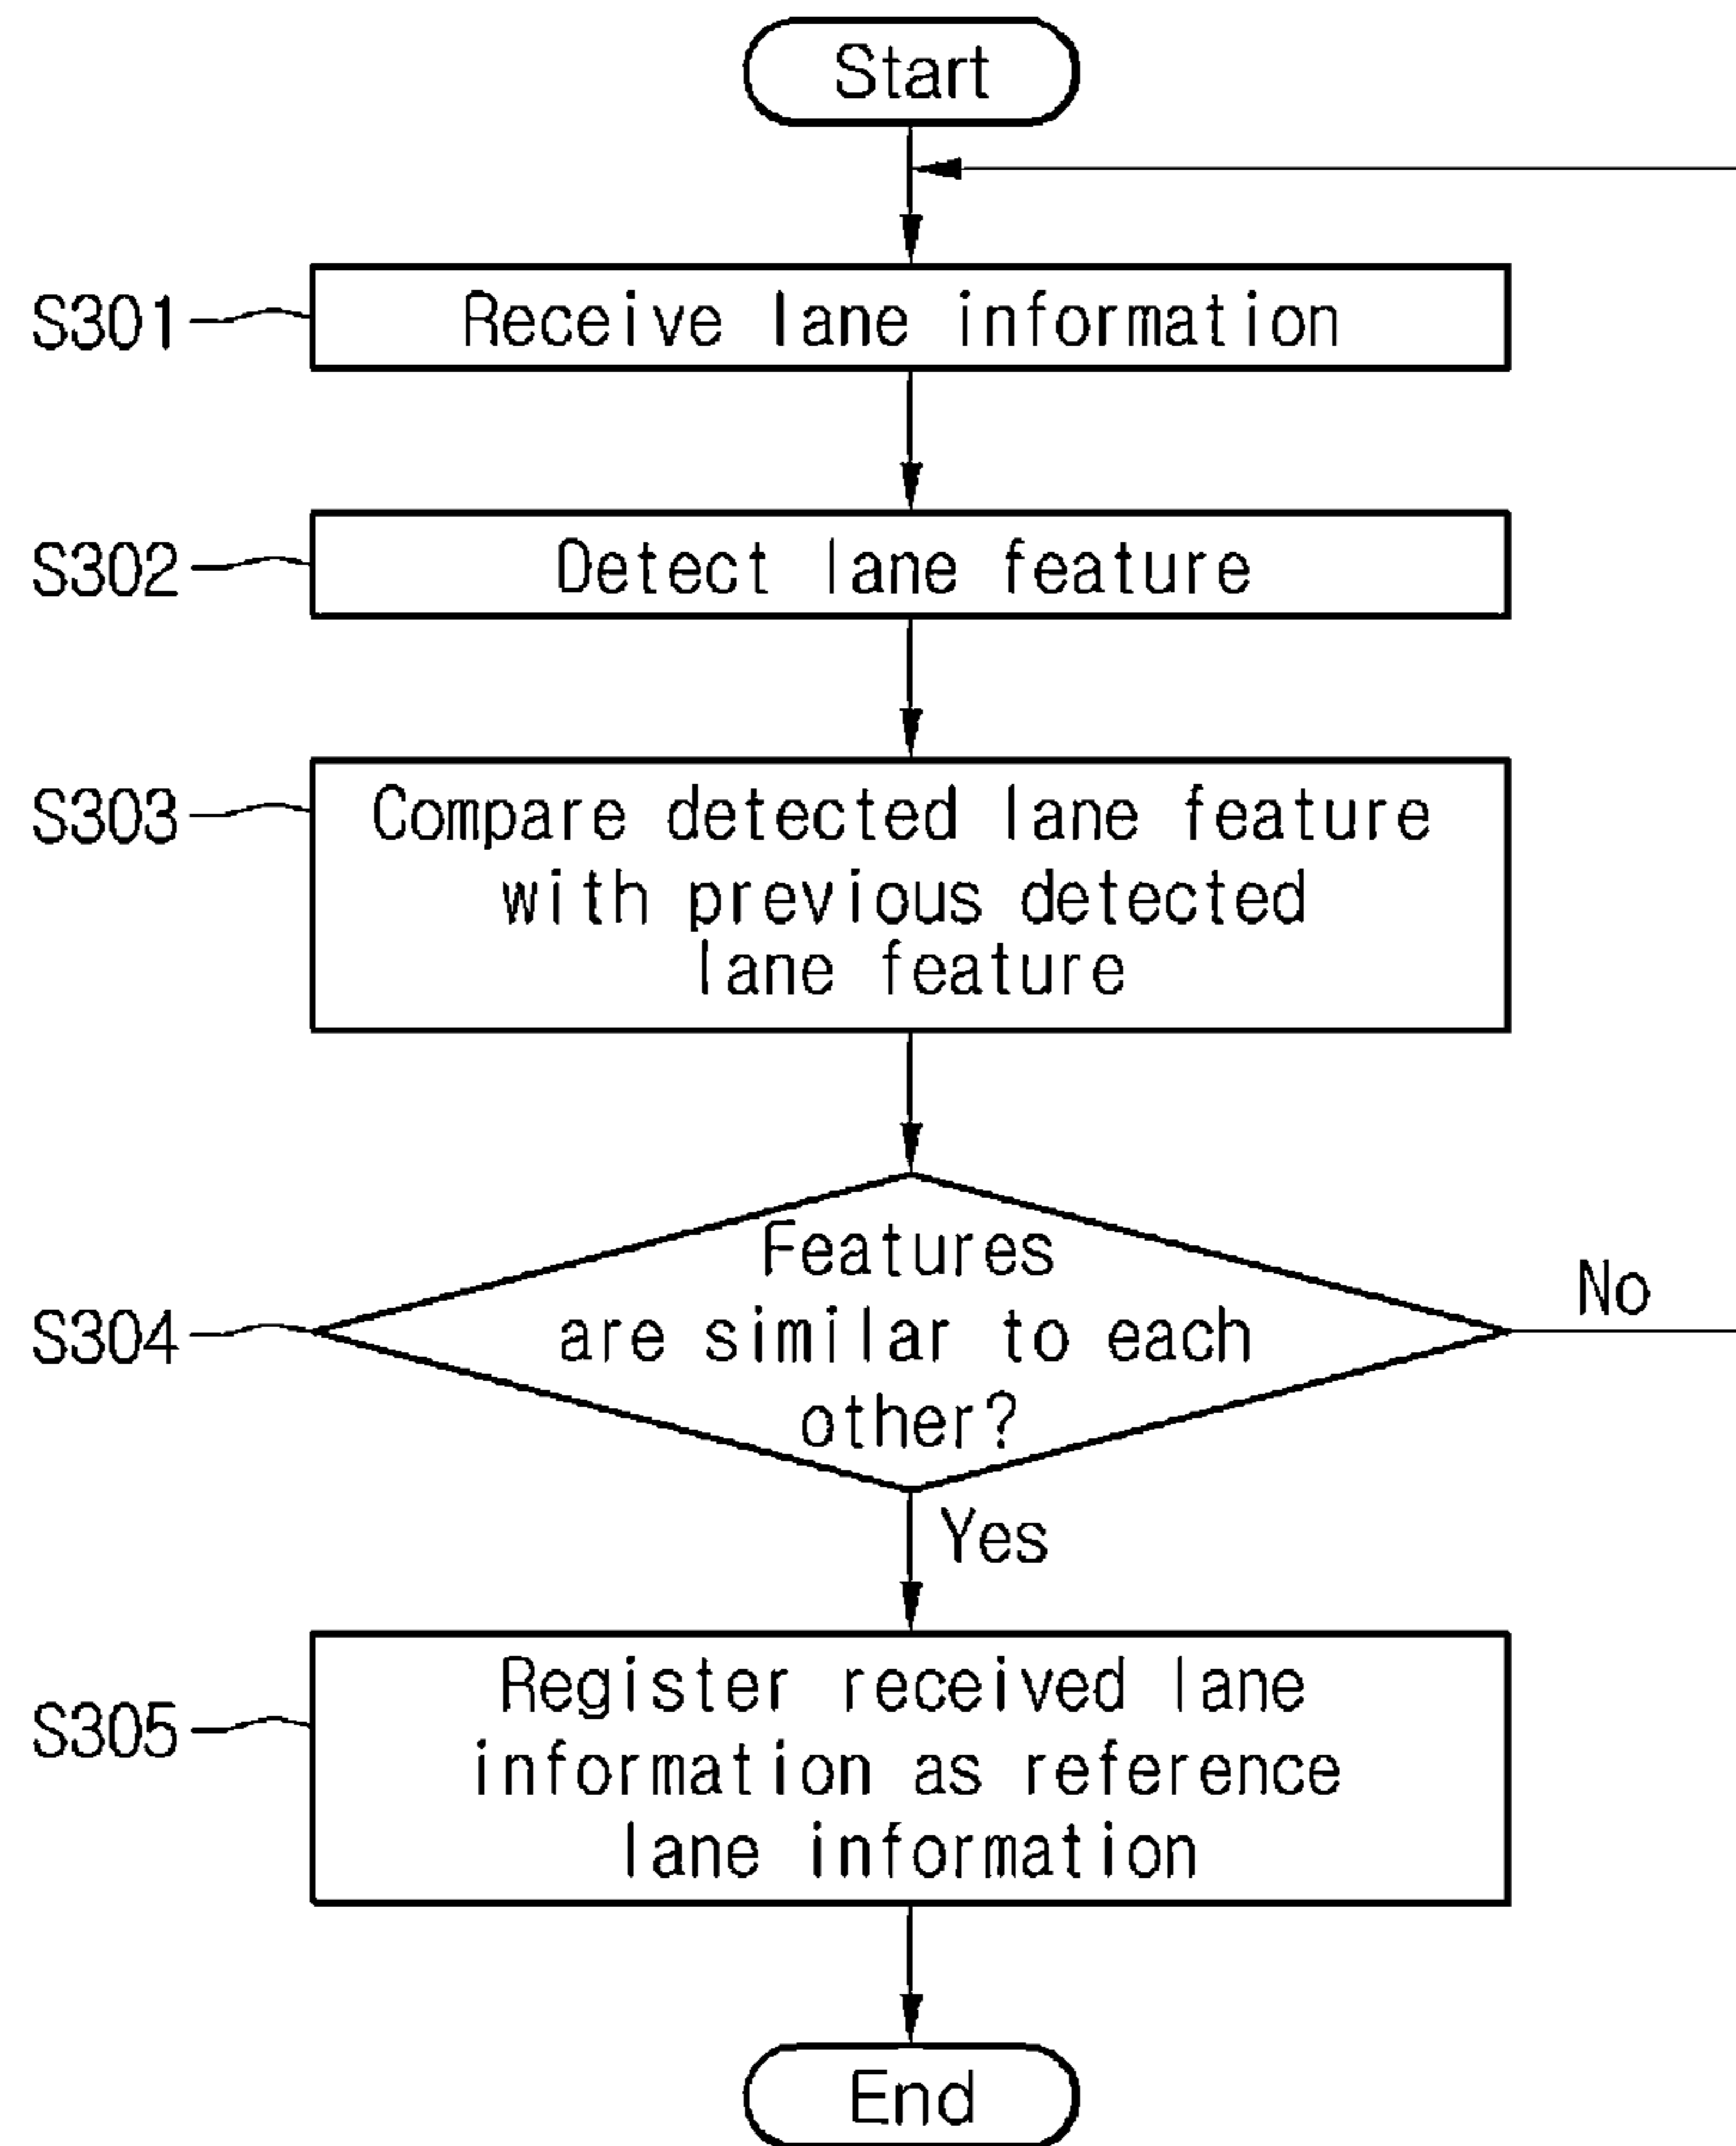 Start
S301
Receive lane information
S302
Detect lane feature
S303
Compare detected lane feature
with previous detected
lane feature
Features
are similar to each
other?
S304
No
Yes
Register received lane
information as reference
lane information
S305
End